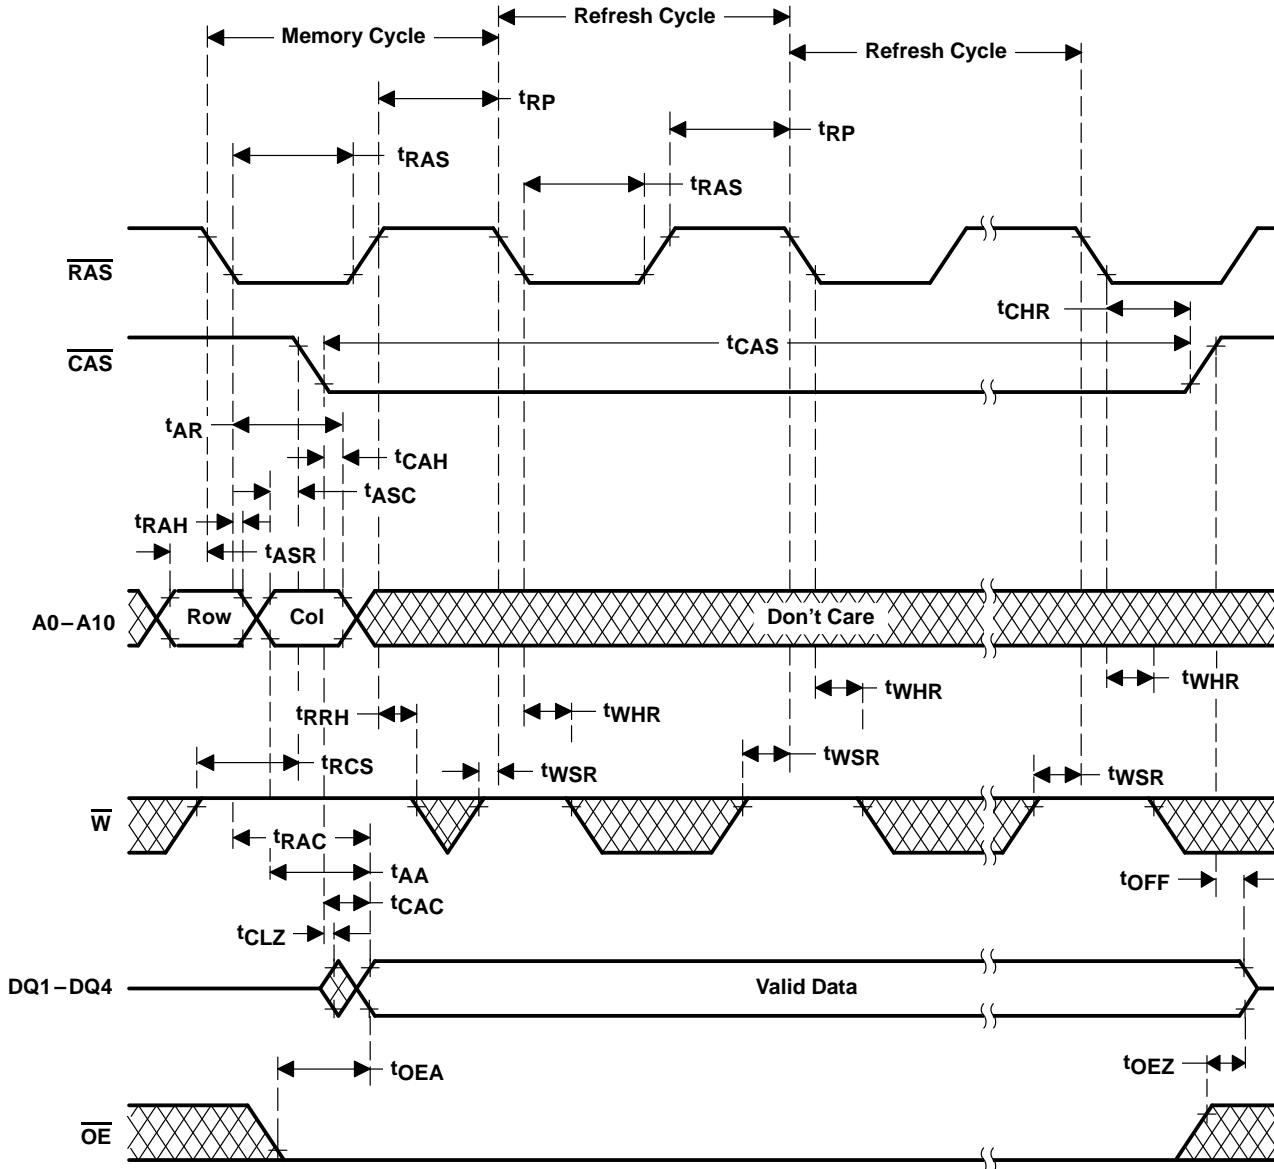 Refresh Cycle
Memory Cycle
Refresh Cycle
tRP
tRP
tRAS
tRAS
RAS
tCHR
CAS
tCAS
tAR
tCAH
tASC
tRAH
tASR
A0–A10
Row
Col
Don't Care
tWHR
tWHR
tWHR
tRRH
tRCS
tWSR
tWSR
tWSR
W
tRAC
tAA
tOFF
tCAC
tCLZ
DQ1–DQ4
Valid Data
tOEA
tOEZ
OE